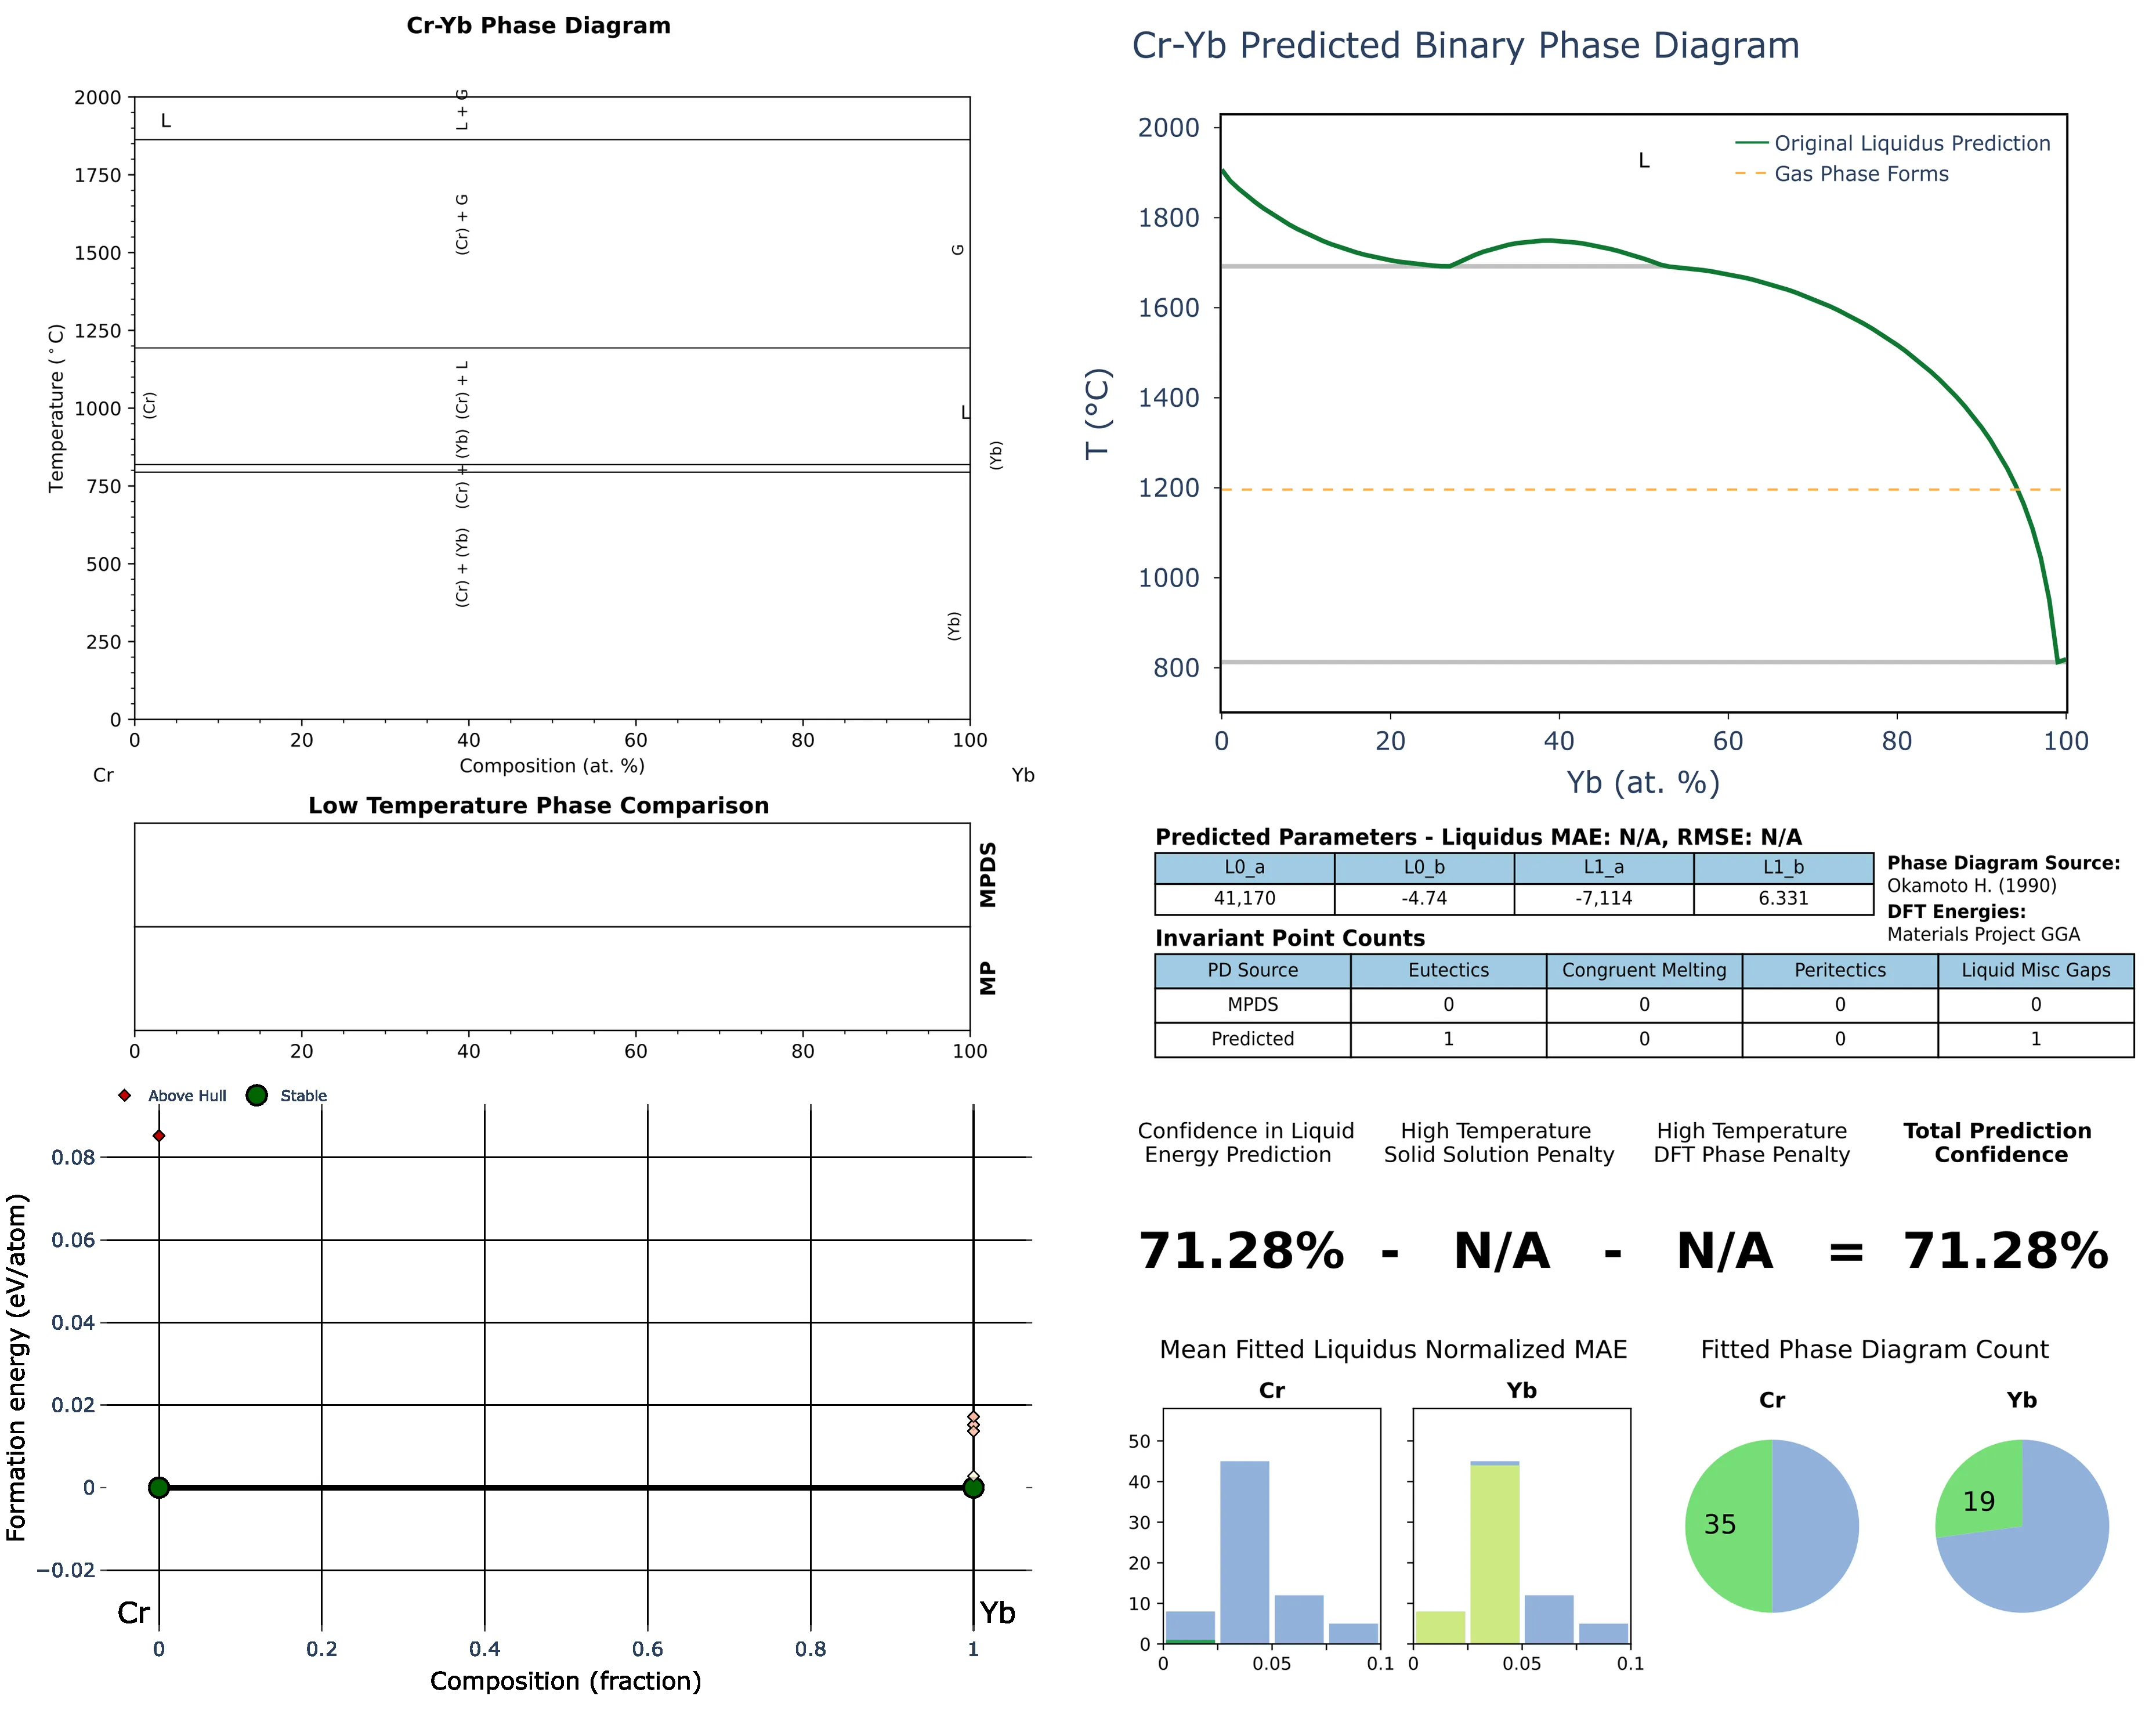 Cr-Yb Phase Diagram
2000
1750
1500
1250
1000
750
500
250
0
Temperature (°C)
L
L + G
(Cr) + G
G
(Cr) + L
(Cr)
L
(Cr) + (Yb)
(Yb)
(Cr) + (Yb)
(Yb)
0 20 40 60 80 100
Composition (at. %)
Cr Yb
Low Temperature Phase Comparison
MPDS
MP
0 20 40 60 80 100
Above Hull Stable
0.08
0.06
0.04
0.02
0
−0.02
Formation energy (eV/atom)
Cr Yb
0 0.2 0.4 0.6 0.8 1
Composition (fraction)
Cr-Yb Predicted Binary Phase Diagram
2000
1800
1600
1400
1200
1000
800
T (°C)
L
Original Liquidus Prediction
Gas Phase Forms
0 20 40 60 80 100
Yb (at. %)
Predicted Parameters - Liquidus MAE: N/A, RMSE: N/A
L0_a L0_b L1_a L1_b
41,170 -4.74 -7,114 6.331
Phase Diagram Source:
Okamoto H. (1990)
DFT Energies:
Materials Project GGA
Invariant Point Counts
PD Source Eutectics Congruent Melting Peritectics Liquid Misc Gaps
MPDS 0 0 0 0
Predicted 1 0 0 1
Confidence in Liquid
Energy Prediction
High Temperature
Solid Solution Penalty
High Temperature
DFT Phase Penalty
Total Prediction
Confidence
71.28% - N/A - N/A = 71.28%
Mean Fitted Liquidus Normalized MAE
Cr Yb
50
40
30
20
10
0
0 0.05 0.1 0 0.05 0.1
Fitted Phase Diagram Count
Cr Yb
35 19